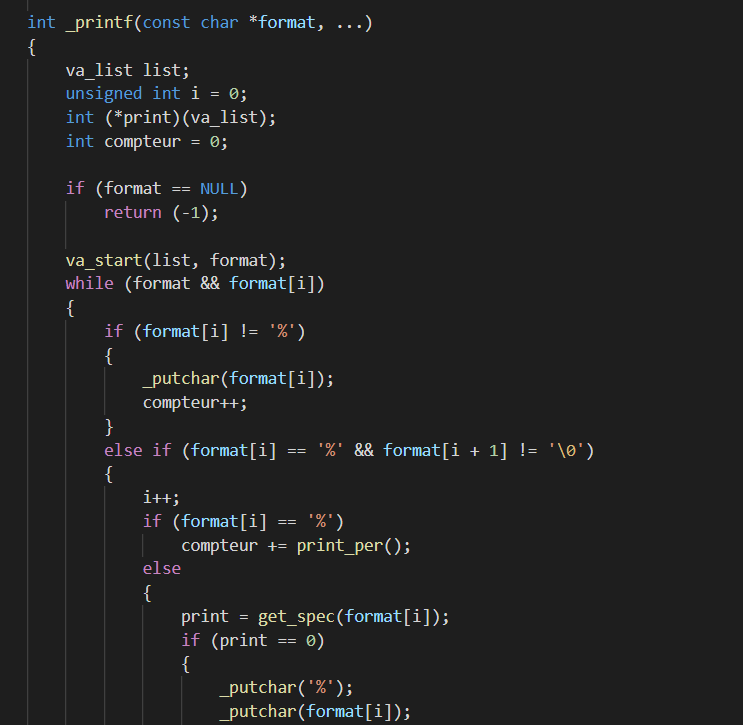 int _printf(const char *format, ...)
{
    va_list list;
    unsigned int i = 0;
    int (*print)(va_list);
    int compteur = 0;

    if (format == NULL)
        return (-1);

    va_start(list, format);
    while (format && format[i])
    {
        if (format[i] != '%')
        {
            _putchar(format[i]);
            compteur++;
        }
        else if (format[i] == '%' && format[i + 1] != '\0')
        {
            i++;
            if (format[i] == '%')
                compteur += print_per();
            else
            {
                print = get_spec(format[i]);
                if (print == 0)
                {
                    _putchar('%');
                    _putchar(format[i]);